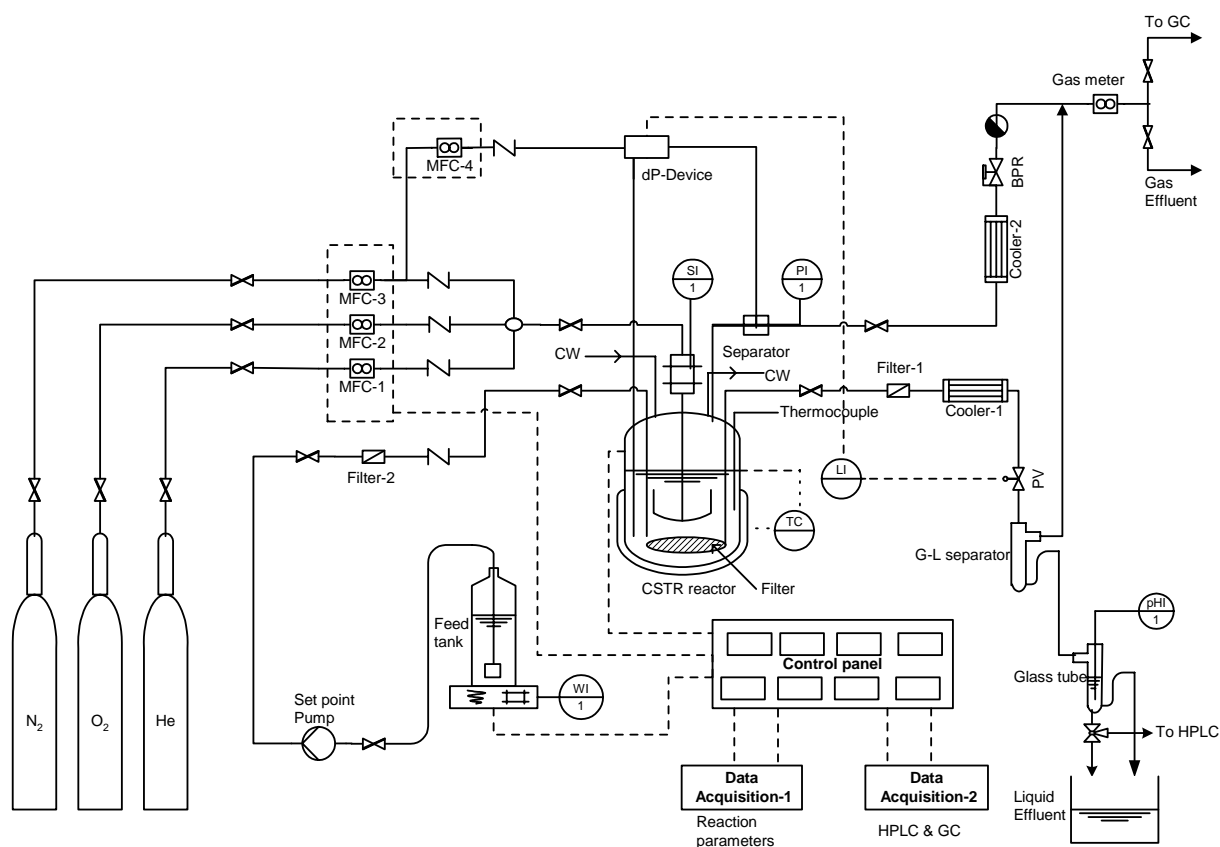 To GC
Gas meter
Gas
Effluent
BPR
Cooler-2
MFC-4
dP-Device
SI
1
PI
1
MFC-3
MFC-2
MFC-1
CW
Separator
CW
Filter-1
Cooler-1
Thermocouple
Filter-2
LI
PV
TC
G-L separator
CSTR reactor
Filter
pHI
1
Feed
tank
Control panel
Glass tube
WI
1
Set point
Pump
N2
O2
He
To HPLC
Data
Acquisition-1
Data
Acquisition-2
Reaction
parameters
HPLC & GC
Liquid
Effluent